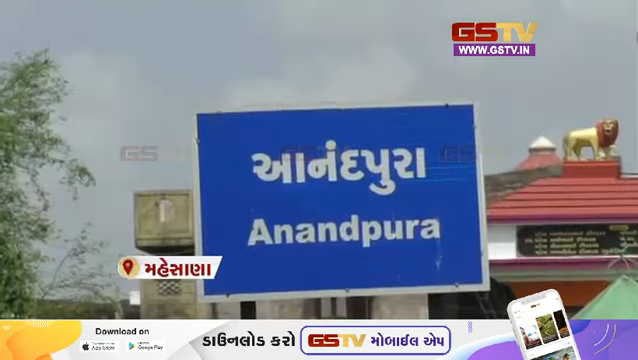 GSTV
WWW.GSTV.IN
આનંદપુરા
Anandpura
મહેસાણા
Download on
App Store
Google Play
ડાઉનલોડ કરો GSTV મોબાઈલ એપ